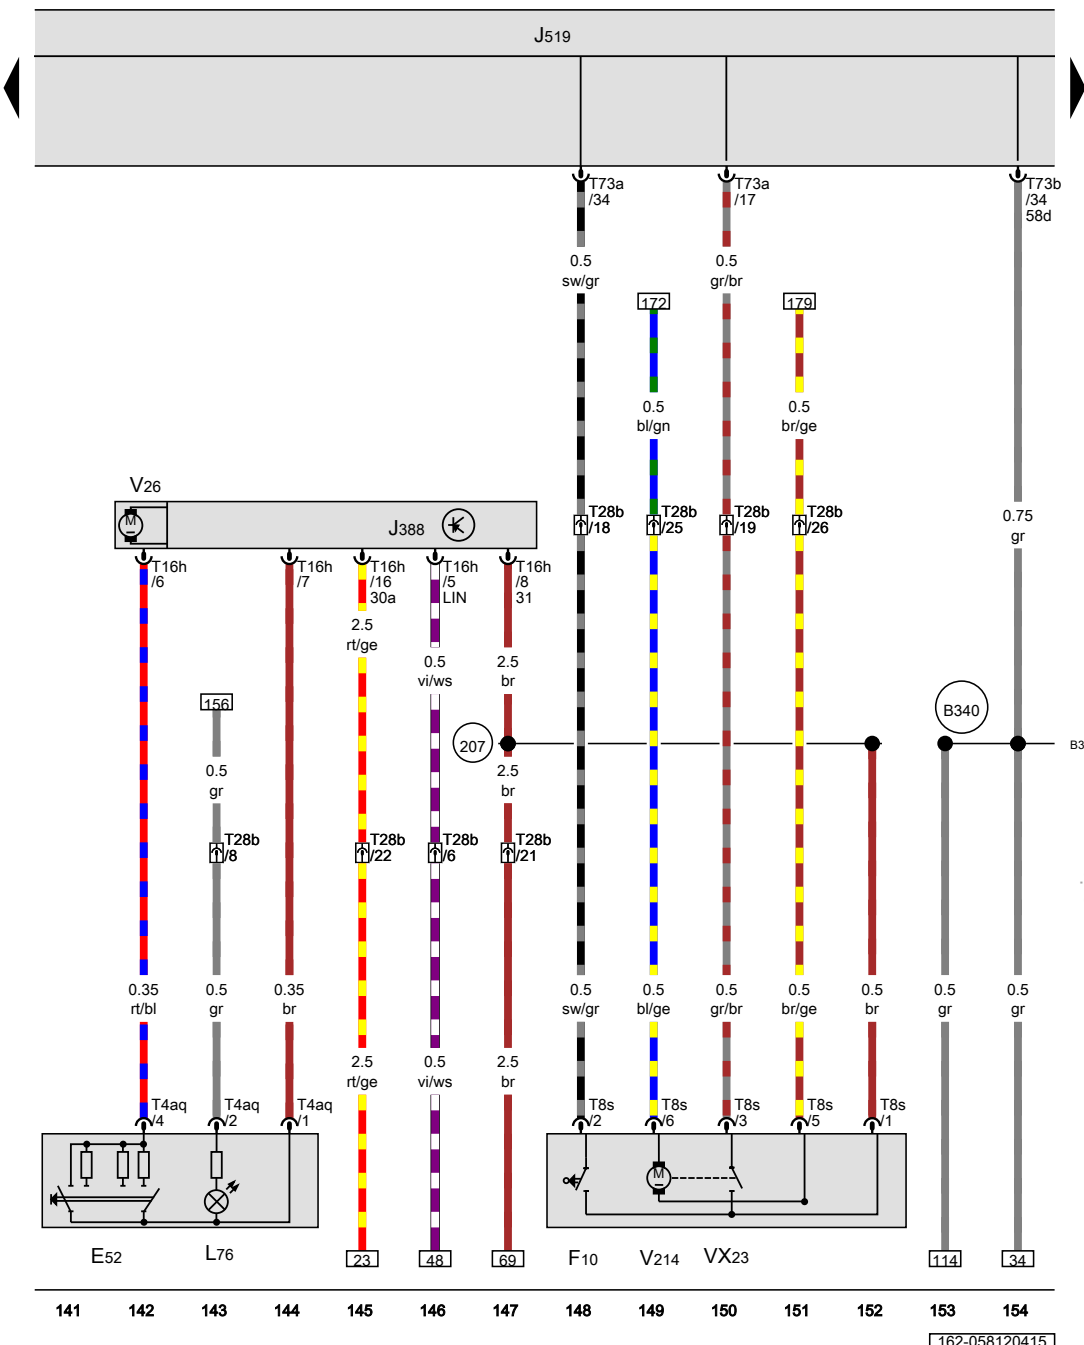 J519
T73a
/34
T73a
/17
T73b
/34
58d
0.5
sw/gr
0.5
gr/br
172
179
0.5
bl/gn
0.5
br/ge
V26
M
J388
T28b
/18
T28b
/25
T28b
/19
T28b
/26
0.75
gr
T16h
/6
T16h
/7
T16h
/16
30a
T16h
/5
LIN
T16h
/8
31
2.5
rt/ge
0.5
vi/ws
2.5
br
156
B340
207
B3
0.5
gr
2.5
br
T28b
/8
T28b
/22
T28b
/6
T28b
/21
0.35
rt/bl
0.5
gr
0.35
br
0.5
sw/gr
0.5
bl/ge
0.5
gr/br
0.5
br/ge
0.5
br
0.5
gr
0.5
gr
2.5
rt/ge
0.5
vi/ws
2.5
br
T4aq
/4
T4aq
/2
T4aq
/1
T8s
/2
T8s
/6
T8s
/3
T8s
/5
T8s
/1
M
E52
L76
23
48
69
F10
V214
VX23
114
34
141 142 143 144 145 146 147 148 149 150 151 152 153 154
162-058120415